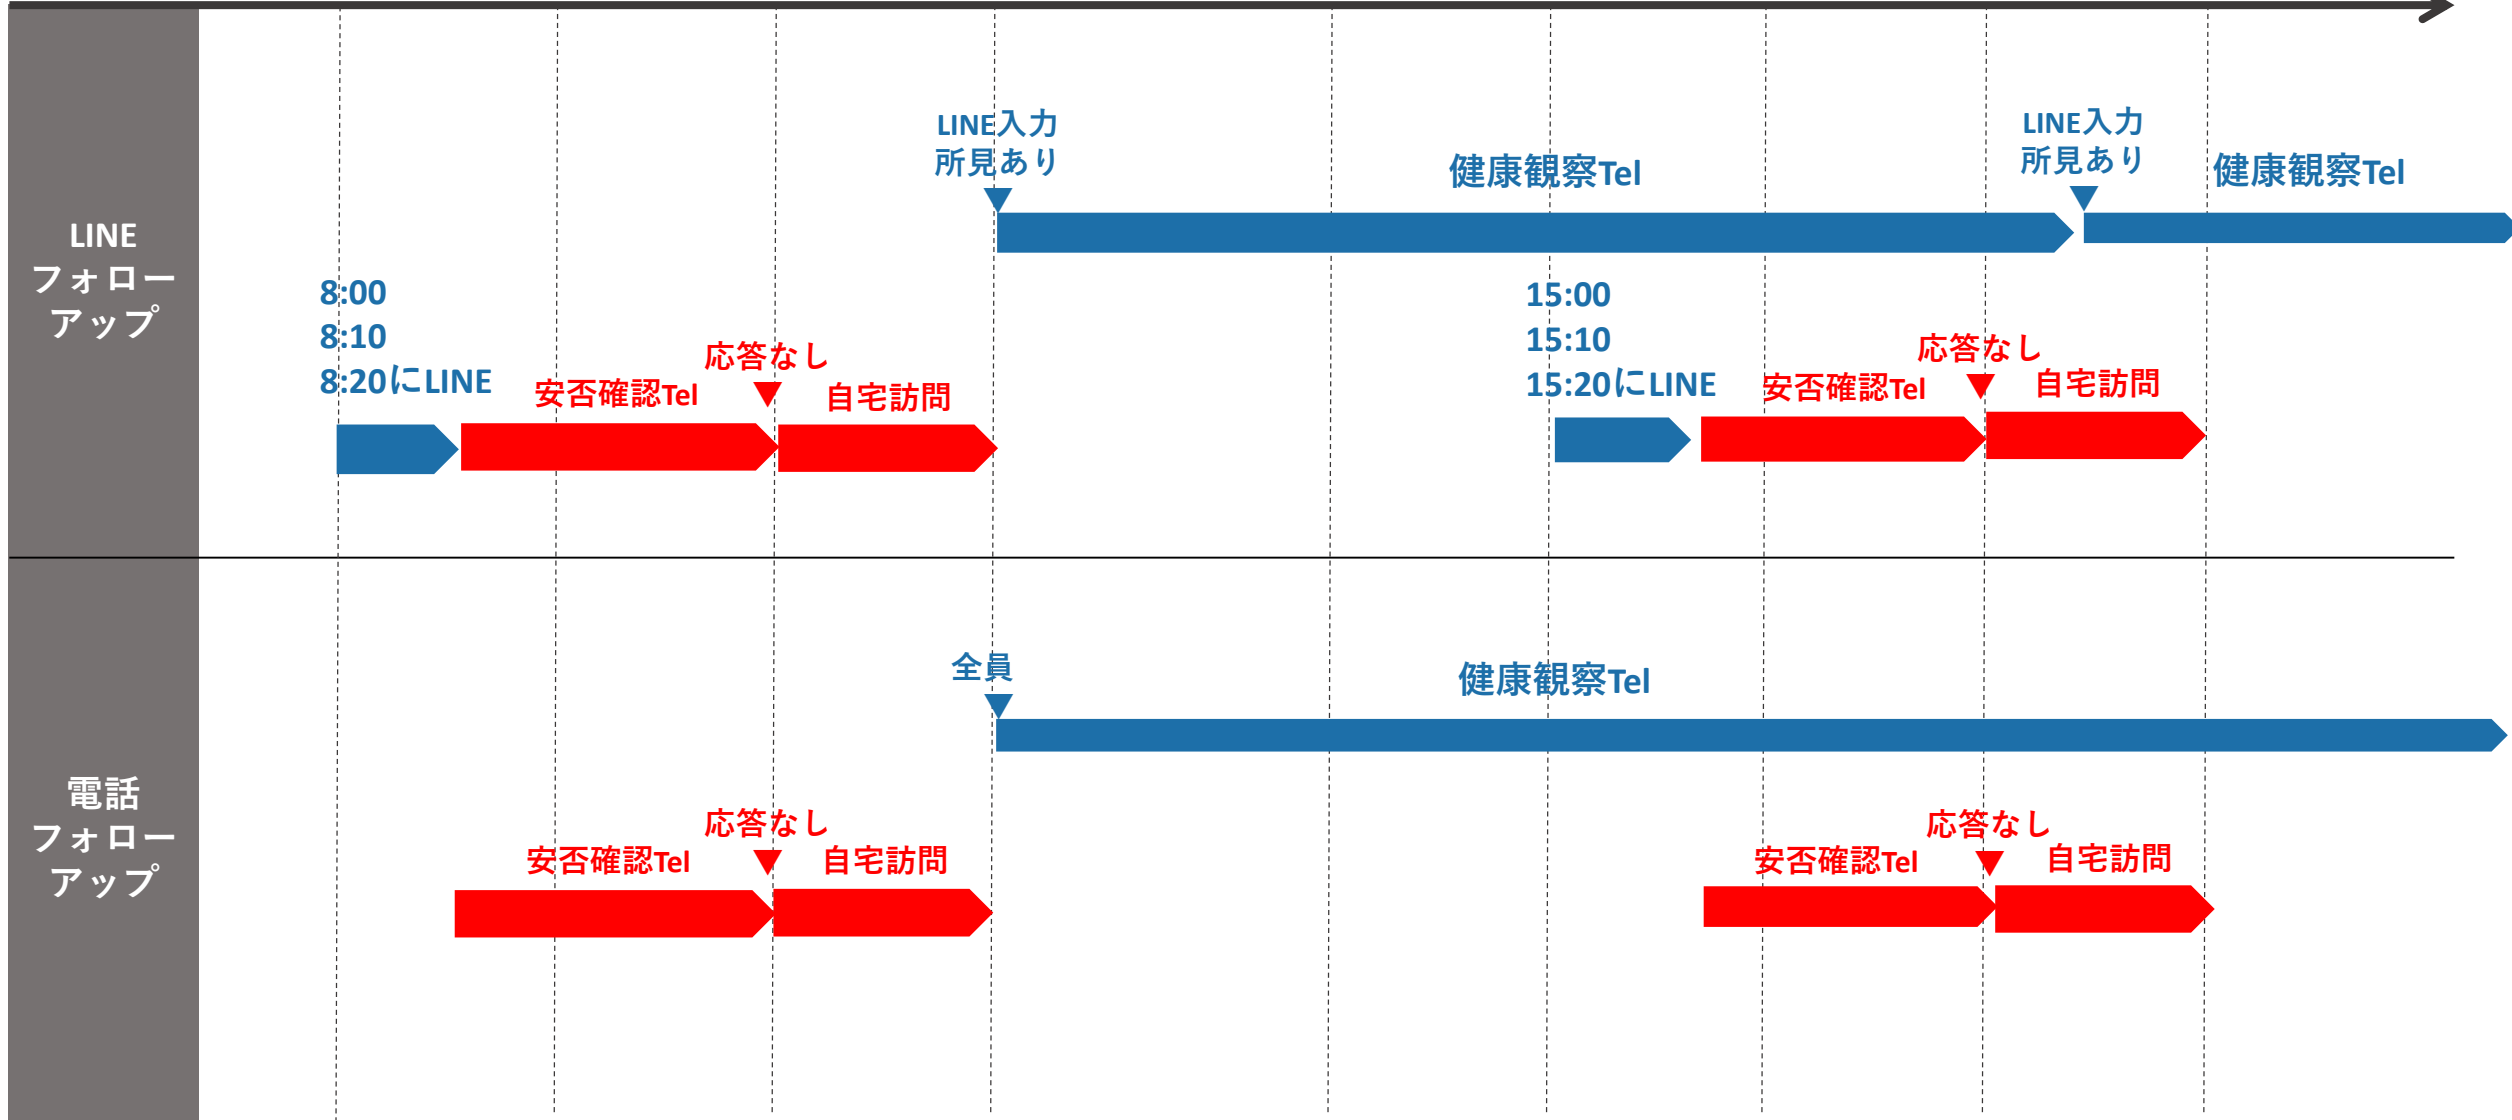 LINE
フォロー
アップ
LINE入力
所見あり
健康観察Tel
LINE入力
所見あり
健康観察Tel
8:00
8:10
8:20にLINE
安否確認Tel
応答なし
自宅訪問
15:00
15:10
15:20にLINE
安否確認Tel
応答なし
自宅訪問
電話
フォロー
アップ
全員
健康観察Tel
安否確認Tel
応答なし
自宅訪問
安否確認Tel
応答なし
自宅訪問